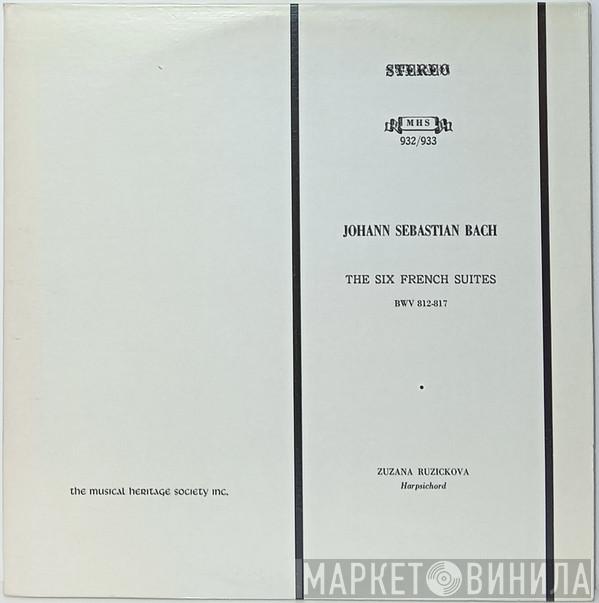 STEREO
MHS
932/933
JOHANN SEBASTIAN BACH
THE SIX FRENCH SUITES
BWV 812-817
ZUZANA RUZICKOVA
Harpsichord
the musical heritage society inc.
МАРКЕТ ВИНИЛА